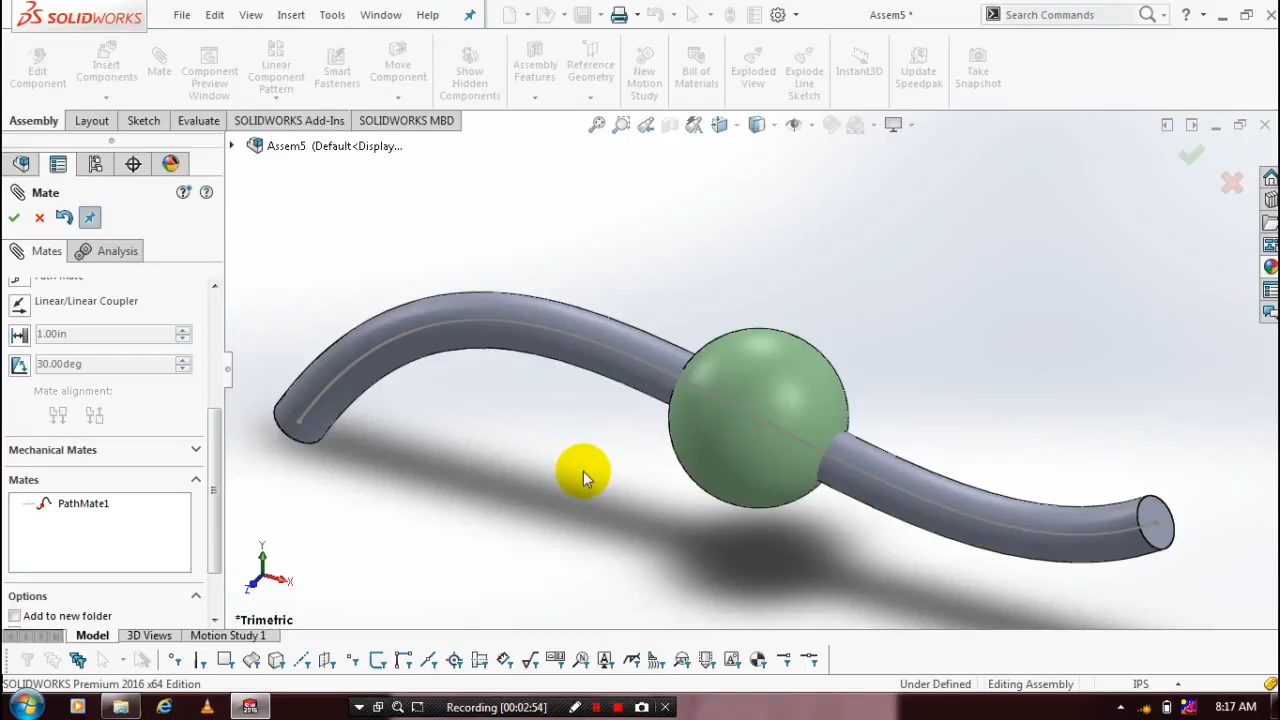 SOLIDWORKS
File Edit View Insert Tools Window Help
Assem5 *
Search Commands
Edit Component
Insert Components
Mate
Component Preview Window
Linear Component Pattern
Smart Fasteners
Move Component
Show Hidden Components
Assembly Features
Reference Geometry
New Motion Study
Bill of Materials
Exploded View
Explode Line Sketch
Instant3D
Update Speedpak
Take Snapshot
Assembly Layout Sketch Evaluate SOLIDWORKS Add-Ins SOLIDWORKS MBD
Assem5 (Default<Display...
Mate
Mates Analysis
Linear/Linear Coupler
1.00in
30.00deg
Mate alignment:
Mechanical Mates
Mates
PathMate1
Options
Add to new folder
Y
X
Z
*Trimetric
Model 3D Views Motion Study 1
SOLIDWORKS Premium 2016 x64 Edition
Under Defined Editing Assembly IPS
Recording [00:02:54]
8:17 AM